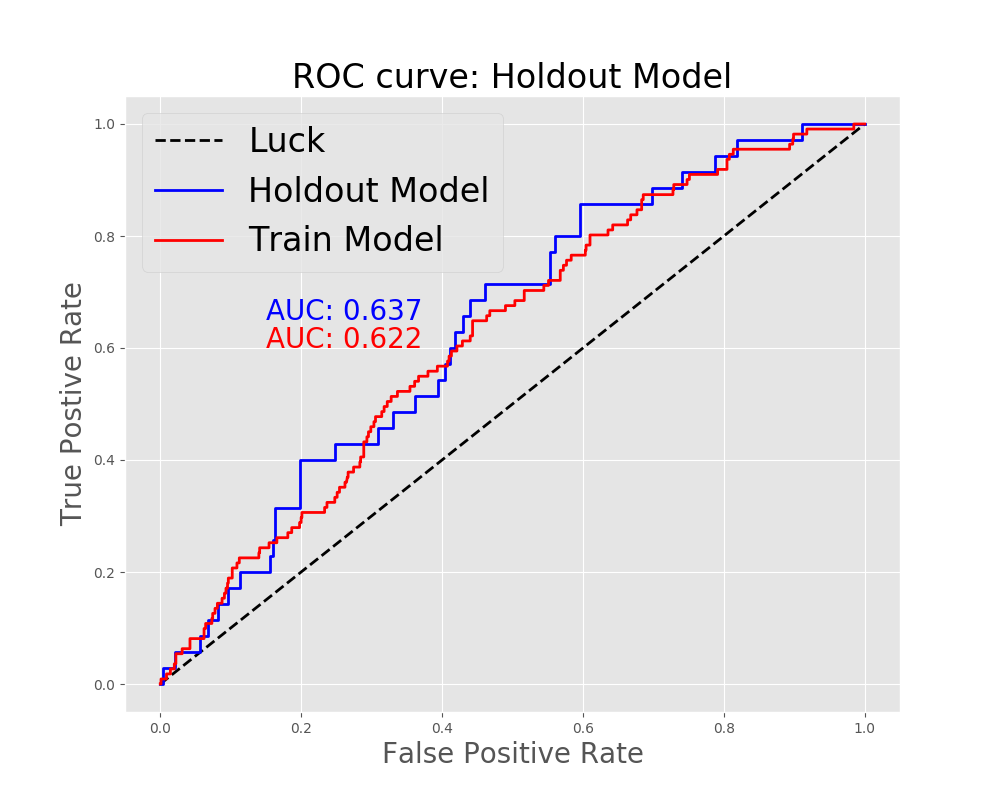 ROC curve: Holdout Model
Luck
Holdout Model
Train Model
AUC: 0.637
AUC: 0.622
True Postive Rate
1.0
0.8
0.6
0.4
0.2
0.0
0.0 0.2 0.4 0.6 0.8 1.0
False Positive Rate